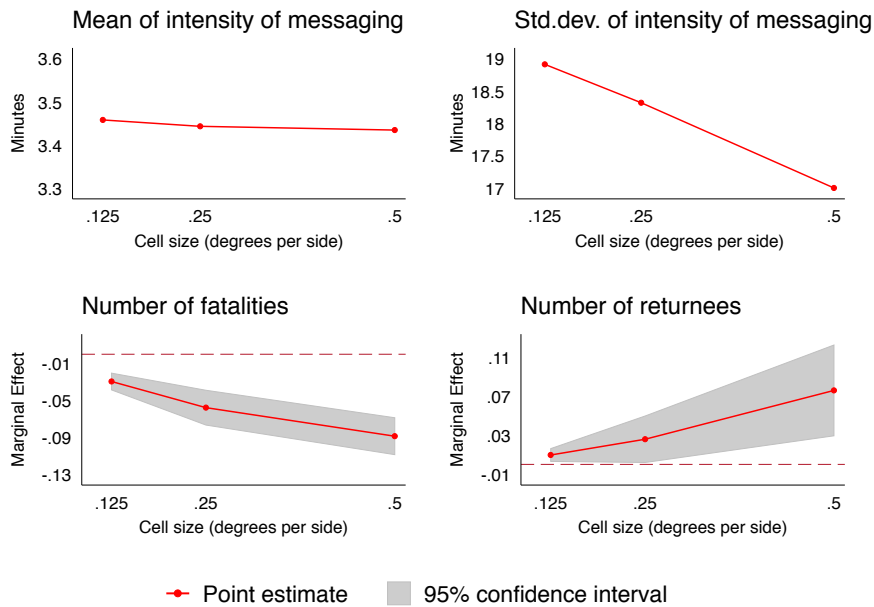 Mean of intensity of messaging
3.6
3.5
3.4
3.3
Minutes
.125 .25 .5
Cell size (degrees per side)
Std.dev. of intensity of messaging
19
18.5
18
17.5
17
Minutes
.125 .25 .5
Cell size (degrees per side)
Number of fatalities
-.01
-.05
-.09
-.13
Marginal Effect
.125 .25 .5
Cell size (degrees per side)
Number of returnees
.11
.07
.03
-.01
Marginal Effect
.125 .25 .5
Cell size (degrees per side)
Point estimate 95% confidence interval